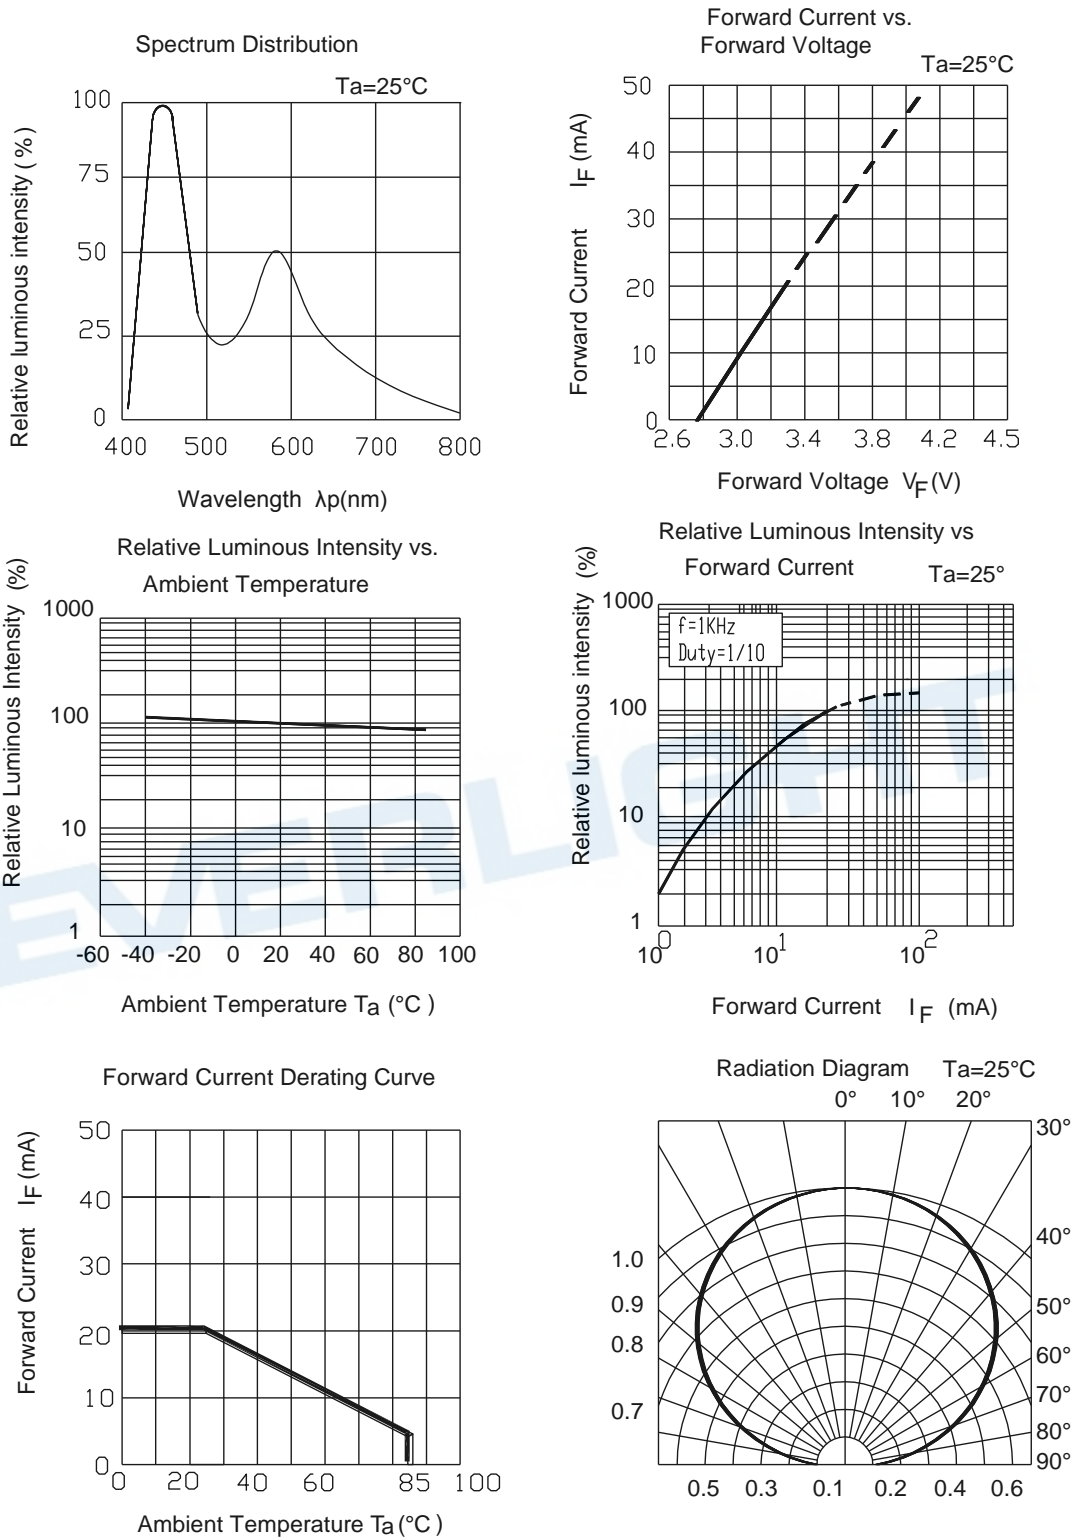 Spectrum Distribution
Ta=25°C
Relative luminous intensity ( %)
100
75
50
25
0
400 500 600 700 800
Wavelength λp(nm)
Forward Current vs.
Forward Voltage
Ta=25°C
Forward Current IF (mA)
50
40
30
20
10
0
2.6 3.0 3.4 3.8 4.2 4.5
Forward Voltage VF(V)
Relative Luminous Intensity vs.
Ambient Temperature
Relative Luminous Intensity (%)
1000
100
10
1
-60 -40 -20 0 20 40 60 80 100
Ambient Temperature Ta (°C )
Relative Luminous Intensity vs
Forward Current
Ta=25°
Relative luminous intensity (%)
f=1KHz
Duty=1/10
1000
100
10
1
10⁰ 10¹ 10²
Forward Current IF (mA)
EVERLIGHT
Forward Current Derating Curve
Forward Current IF (mA)
50
40
30
20
10
0
0 20 40 60 85 100
Ambient Temperature Ta (°C )
Radiation Diagram Ta=25°C
0° 10° 20°
30°
40°
50°
60°
70°
80°
90°
1.0
0.9
0.8
0.7
0.5 0.3 0.1 0.2 0.4 0.6